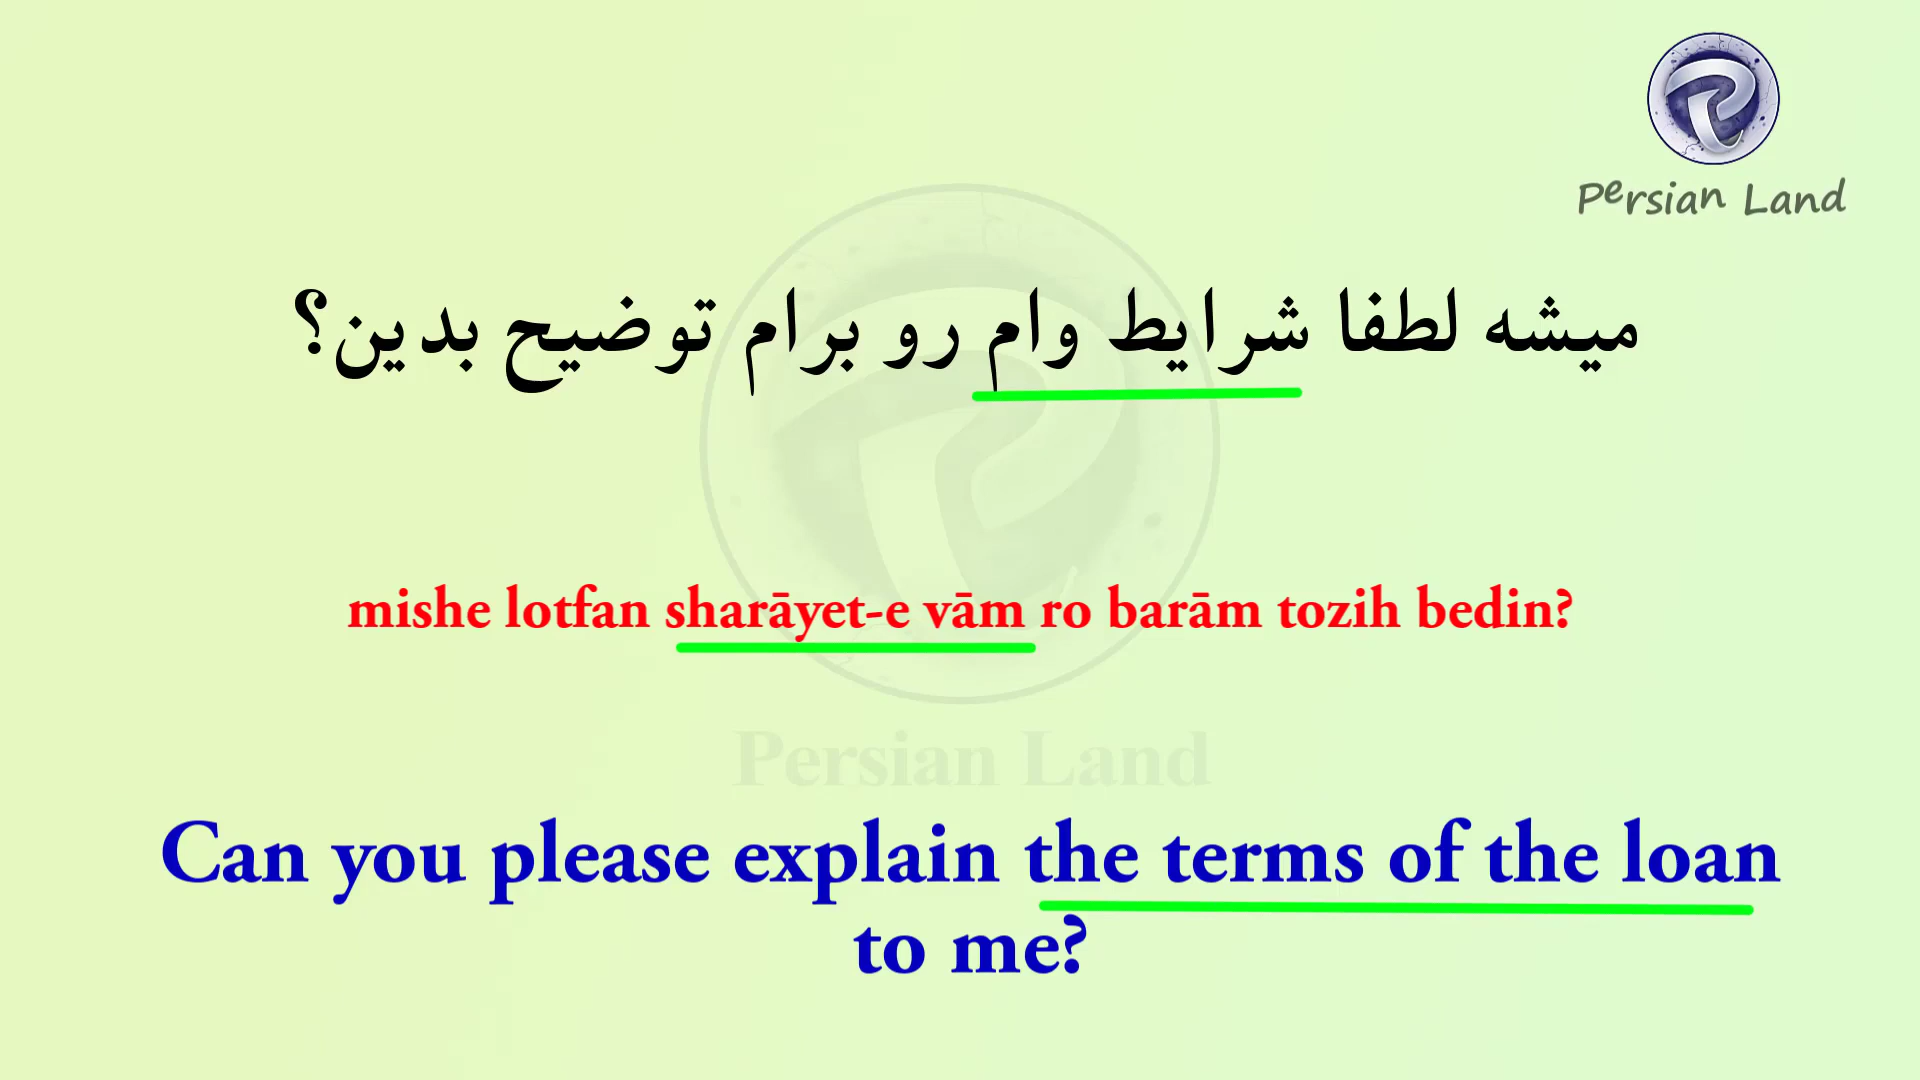 Persian Land
میشه لطفا شرایط وام رو برام توضیح بدین؟
mishe lotfan sharāyet-e vām ro barām tozih bedin?
Persian Land
Can you please explain the terms of the loan
to me?